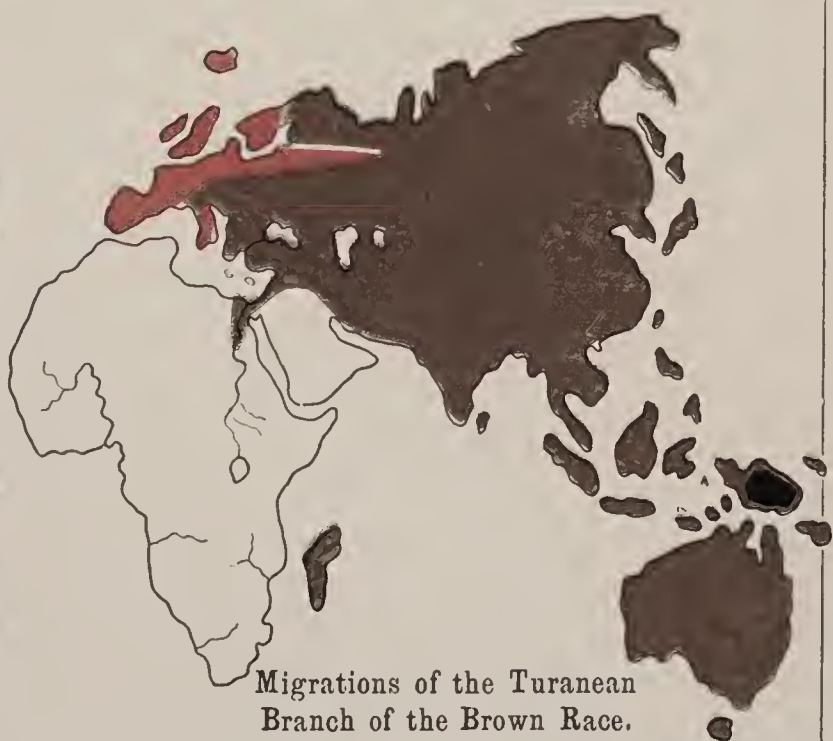 Migrations of the Turanean
Branch of the Brown Race.